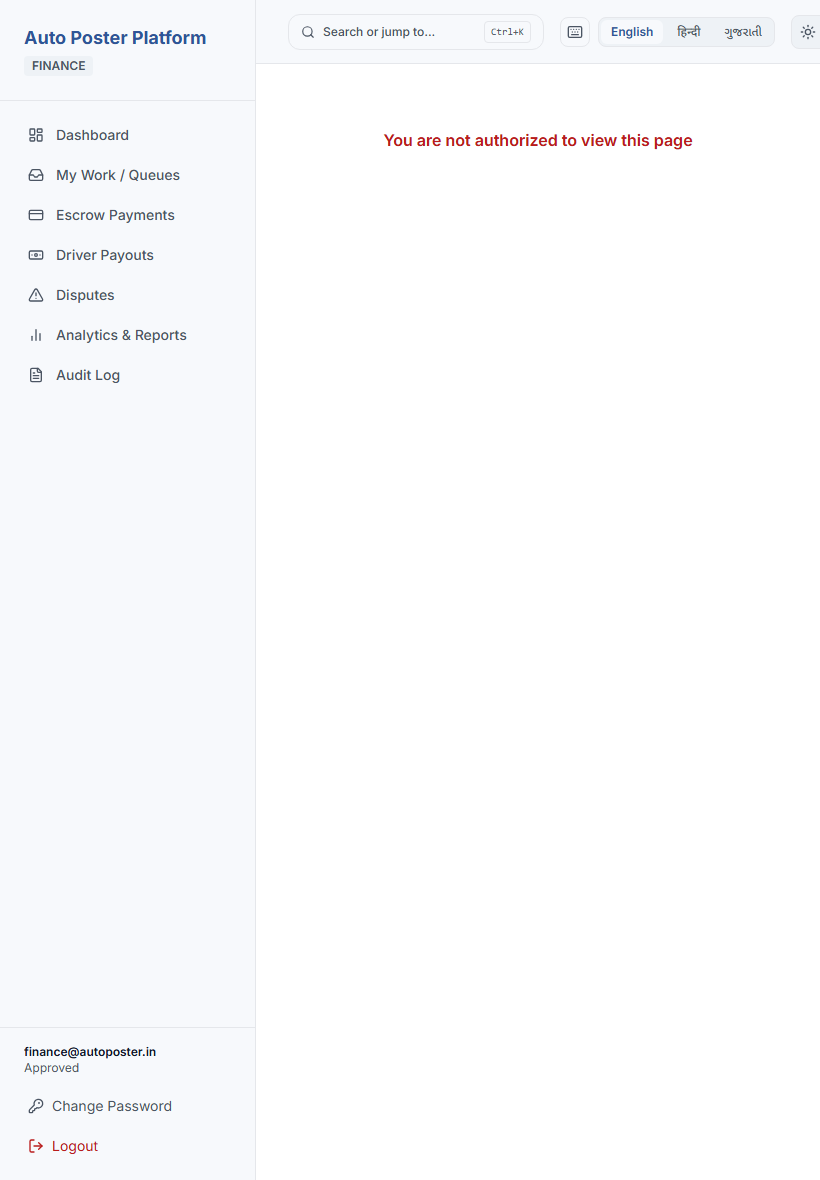 Auto Poster Platform
FINANCE
Search or jump to...
Ctrl+K
English
हिन्दी
ગુજરાતી
Dashboard
My Work / Queues
Escrow Payments
Driver Payouts
Disputes
Analytics & Reports
Audit Log
You are not authorized to view this page
finance@autoposter.in
Approved
Change Password
Logout